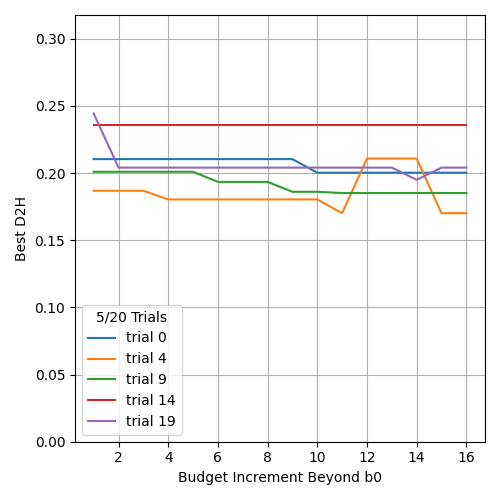 0.30
0.25
0.20
0.15
0.10
0.05
0.00
Best D2H
5/20 Trials
trial 0
trial 4
trial 9
trial 14
trial 19
2 4 6 8 10 12 14 16
Budget Increment Beyond b0